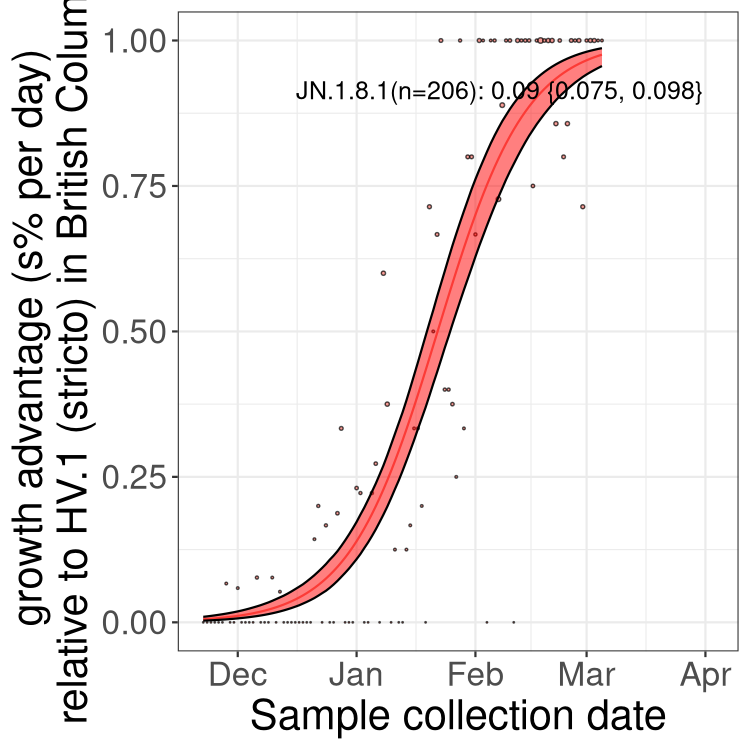 growth advantage (s% per day)
relative to HV.1 (stricto) in British Colum
1.00
0.75
0.50
0.25
0.00
JN.1.8.1(n=206): 0.09 {0.075, 0.098}
Dec Jan Feb Mar Apr
Sample collection date